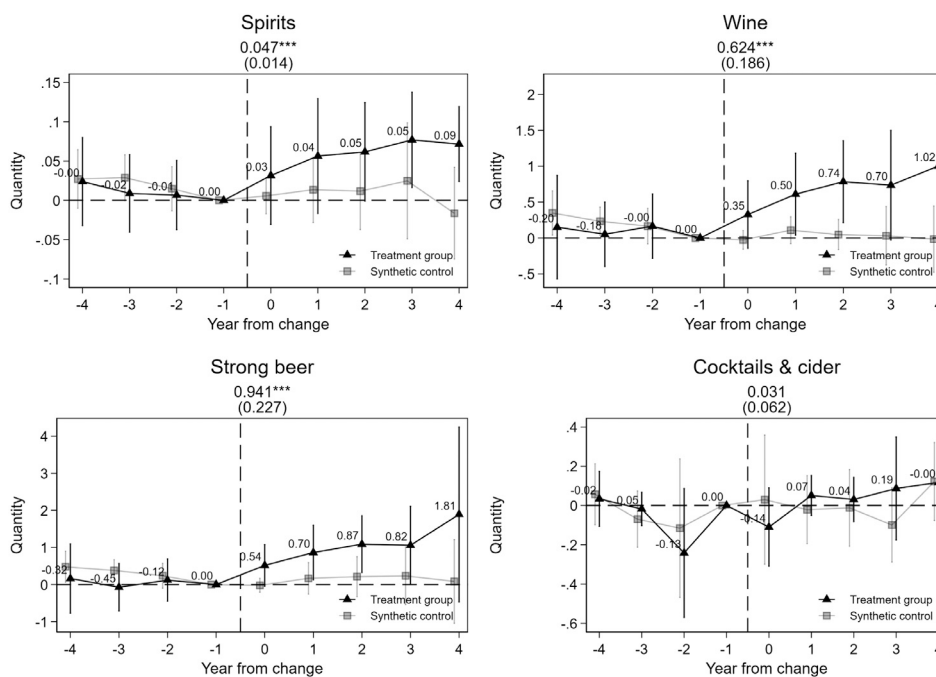 Spirits
0.047***
(0.014)
.15
.1
.05
0
-.05
-.1
Quantity
-0.00
-0.02
-0.01
0.00
0.03
0.04
0.05
0.05
0.09
Treatment group
Synthetic control
-4 -3 -2 -1 0 1 2 3 4
Year from change
Wine
0.624***
(0.186)
2
1.5
1
.5
0
-.5
Quantity
-0.20
-0.18
-0.00
0.00
0.35
0.50
0.74
0.70
1.02
Treatment group
Synthetic control
-4 -3 -2 -1 0 1 2 3 4
Year from change
Strong beer
0.941***
(0.227)
4
3
2
1
0
-1
Quantity
-0.32
-0.45
-0.12
0.00
0.54
0.70
0.87
0.82
1.81
Treatment group
Synthetic control
-4 -3 -2 -1 0 1 2 3 4
Year from change
Cocktails & cider
0.031
(0.062)
.4
.2
0
-.2
-.4
-.6
Quantity
-0.02
0.05
-0.13
0.00
-0.14
0.07
0.04
0.19
-0.00
Treatment group
Synthetic control
-4 -3 -2 -1 0 1 2 3 4
Year from change